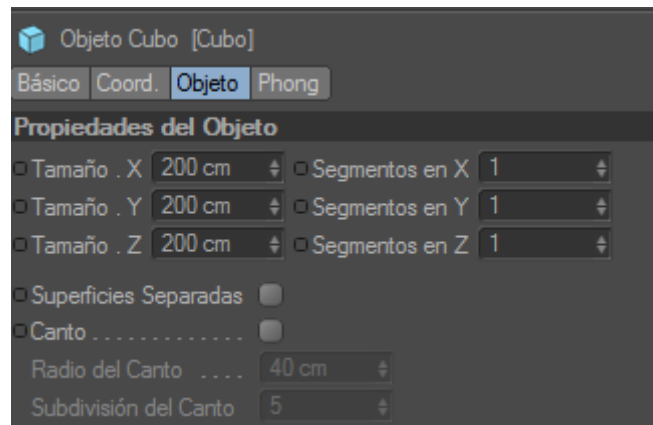 Objeto Cubo [Cubo]
Básico Coord. Objeto Phong
Propiedades del Objeto
Tamaño . X 200 cm Segmentos en X 1
Tamaño . Y 200 cm Segmentos en Y 1
Tamaño . Z 200 cm Segmentos en Z 1
Superficies Separadas
Canto . . . . . . . . . . . . .
Radio del Canto . . . . 40 cm
Subdivisión del Canto 5